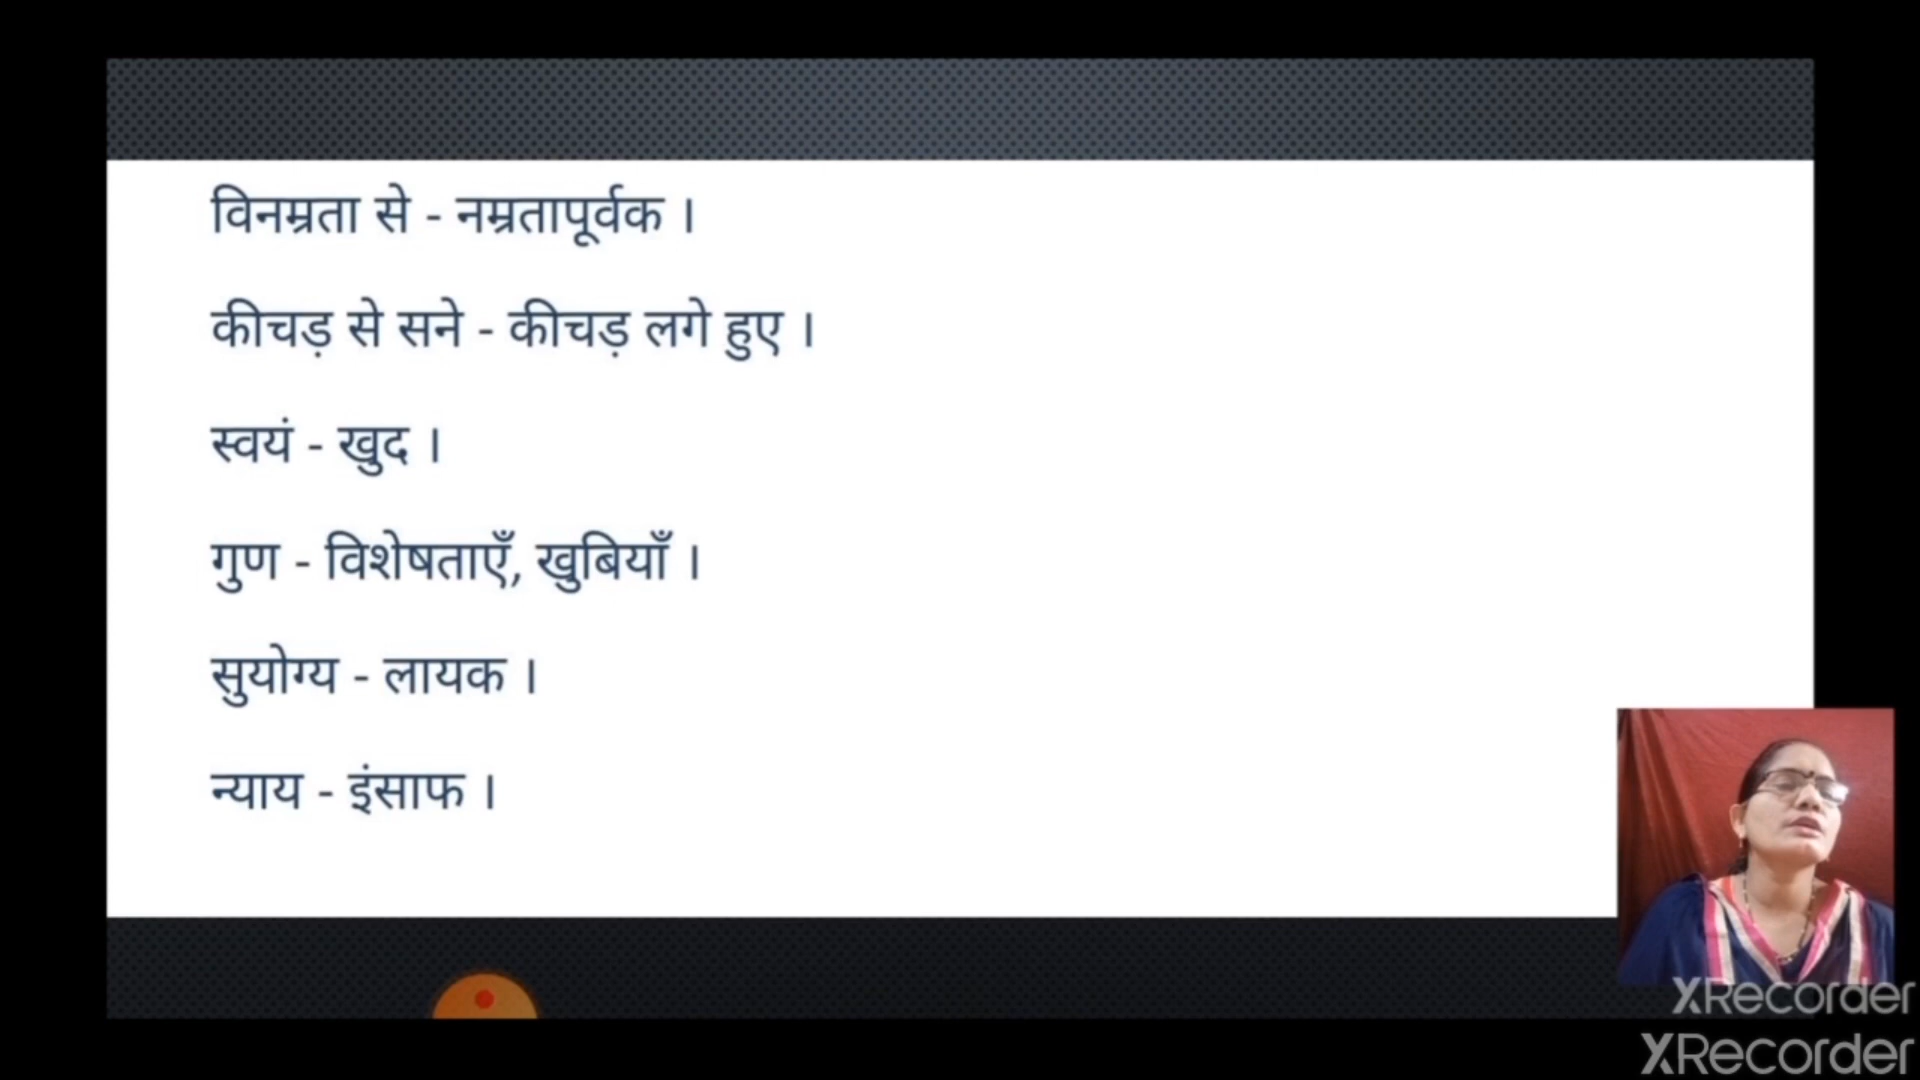 विनम्रता से - नम्रतापूर्वक ।
कीचड़ से सने - कीचड़ लगे हुए ।
स्वयं - खुद ।
गुण - विशेषताएँ, खुबियाँ ।
सुयोग्य - लायक ।
न्याय - इंसाफ ।
XRecorder
XRecorder